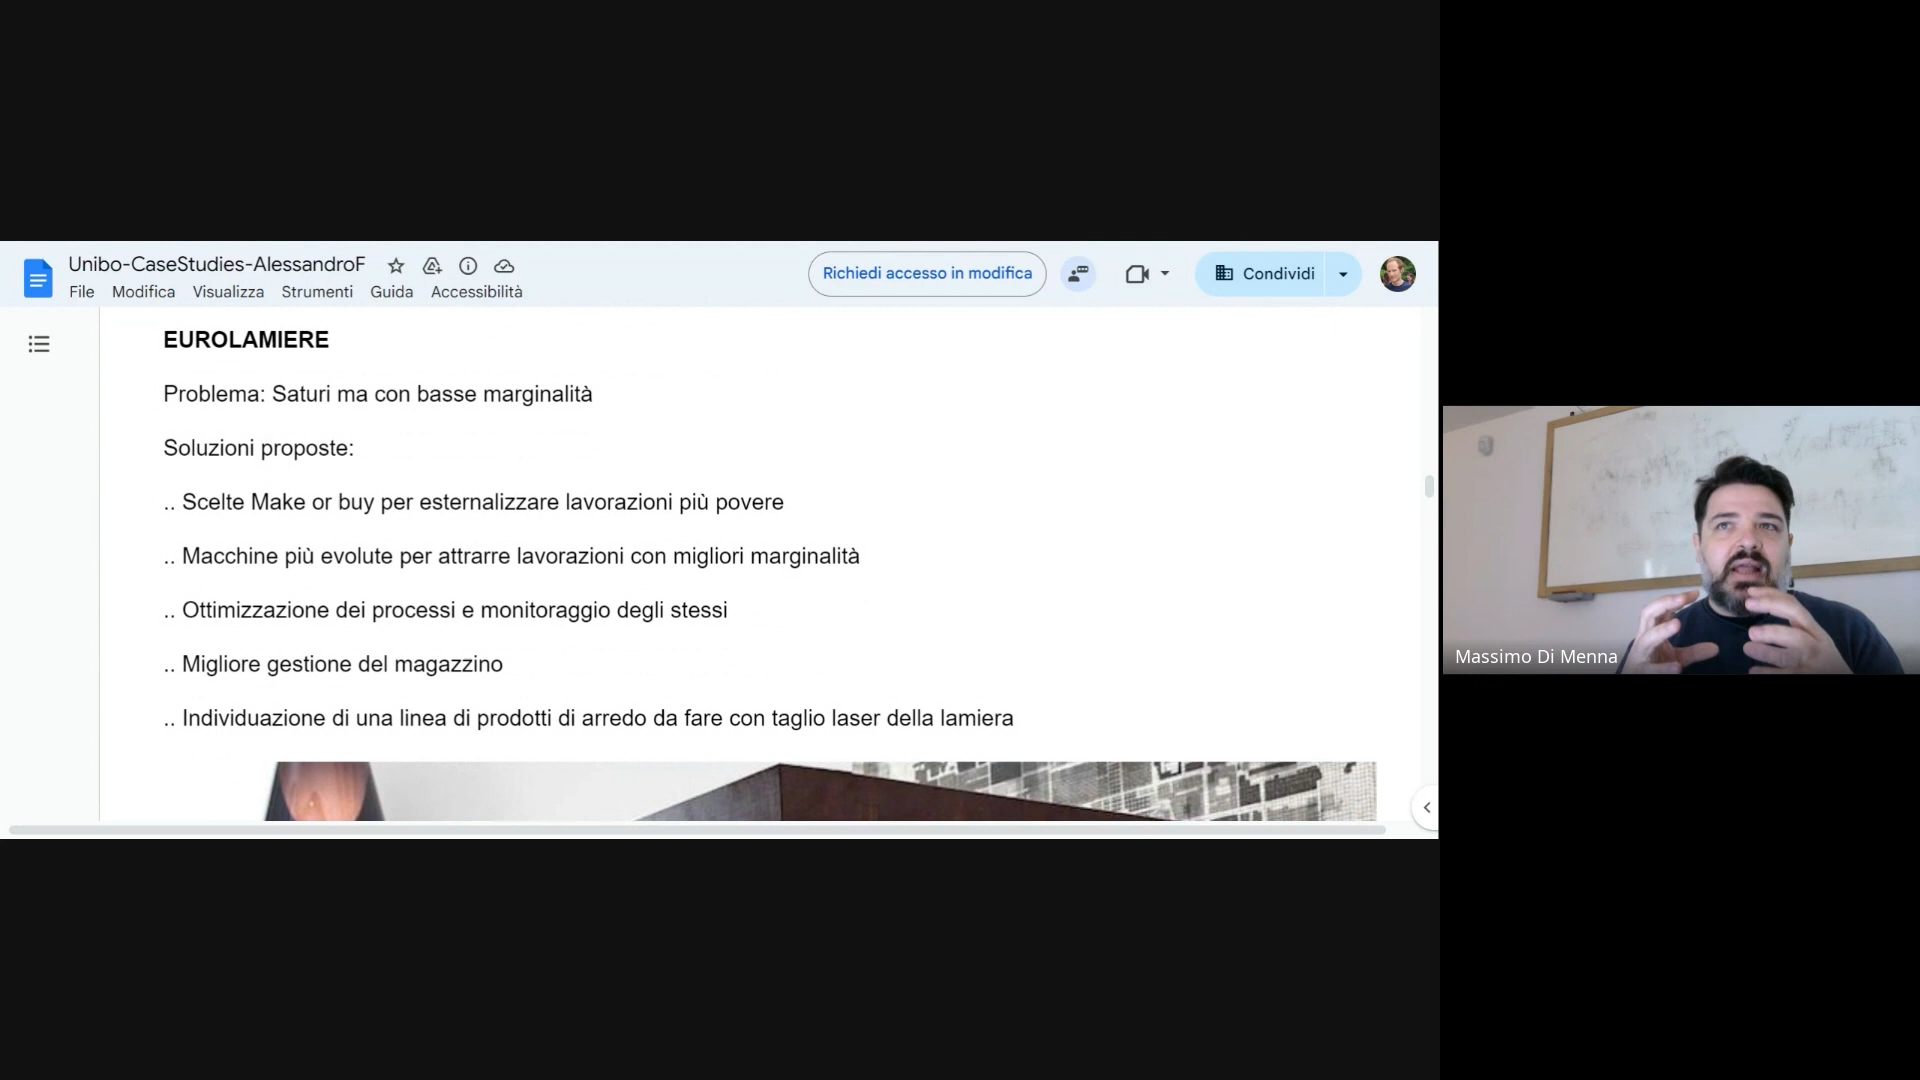 Unibo-CaseStudies-AlessandroF
File Modifica Visualizza Strumenti Guida Accessibilità
Richiedi accesso in modifica
Condividi
EUROLAMIERE
Problema: Saturi ma con basse marginalità
Soluzioni proposte:
.. Scelte Make or buy per esternalizzare lavorazioni più povere
.. Macchine più evolute per attrarre lavorazioni con migliori marginalità
.. Ottimizzazione dei processi e monitoraggio degli stessi
.. Migliore gestione del magazzino
.. Individuazione di una linea di prodotti di arredo da fare con taglio laser della lamiera
Massimo Di Menna